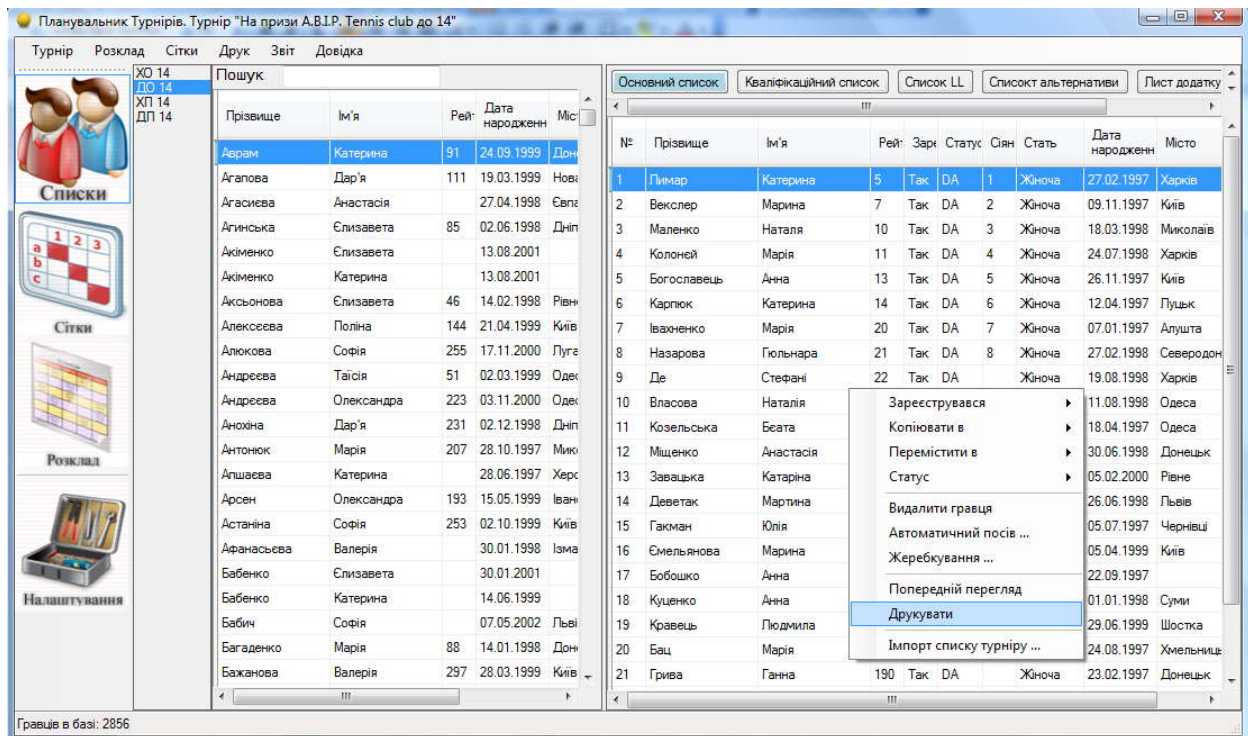 Планувальник Турнірів. Турнір "На призи A.B.I.P. Tennis club до 14"
Турнір Розклад Сітки Друк Звіт Довідка
Списки
Сітки
Розклад
Налаштування
ХО 14
ДО 14
ХП 14
ДП 14
Пошук
Прізвище Ім'я Рей Дата народженн Міс
Аврам Катерина 91 24.09.1999 Дон
Агапова Дар'я 111 19.03.1999 Нова
Агасиєва Анастасія 27.04.1998 Євпа
Агинська Єлизавета 85 02.06.1998 Дніп
Акіменко Єлизавета 13.08.2001
Акіменко Катерина 13.08.2001
Аксьонова Єлизавета 46 14.02.1998 Рівн
Алексєєва Поліна 144 21.04.1999 Київ
Алюкова Софія 255 17.11.2000 Луга
Андреєва Таїсія 51 02.03.1999 Одес
Андрєєва Олександра 223 03.11.2000 Одес
Анохіна Дар'я 231 02.12.1998 Дніп
Антонюк Марія 207 28.10.1997 Мик
Апшаєва Катерина 28.06.1997 Херс
Арсен Олександра 193 15.05.1999 Іван
Астаніна Софія 253 02.10.1999 Київ
Афанасьєва Валерія 30.01.1998 Ізма
Бабенко Єлизавета 30.01.2001
Бабенко Катерина 14.06.1999
Бабич Софія 07.05.2002 Льві
Багаденко Марія 88 14.01.1998 Дон
Бажанова Валерія 297 28.03.1999 Київ
Основний список Кваліфікаційний список Список LL Списокт альтернативи Лист додатку
№ Прізвище Ім'я Рей Заре Статус Сіян Стать Дата народженн Місто
1 Лимар Катерина 5 Так DA 1 Жіноча 27.02.1997 Харків
2 Векслер Марина 7 Так DA 2 Жіноча 09.11.1997 Київ
3 Маленко Наталя 10 Так DA 3 Жіноча 18.03.1998 Миколаїв
4 Колонєй Марія 11 Так DA 4 Жіноча 24.07.1998 Харків
5 Богославець Анна 13 Так DA 5 Жіноча 26.11.1997 Київ
6 Карпюк Катерина 14 Так DA 6 Жіноча 12.04.1997 Луцьк
7 Івахненко Марія 20 Так DA 7 Жіноча 07.01.1997 Алушта
8 Назарова Гюльнара 21 Так DA 8 Жіноча 27.02.1998 Северодон
9 Де Стефані 22 Так DA Жіноча 19.08.1998 Харків
10 Власова Наталія 11.08.1998 Одеса
11 Козельська Беата 18.04.1997 Одеса
12 Міщенко Анастасія 30.06.1998 Донецьк
13 Завацька Катаріна 05.02.2000 Рівне
14 Деветак Мартина 26.06.1998 Львів
15 Гакман Юлія 05.07.1997 Чернівці
16 Ємельянова Марина 05.04.1999 Київ
17 Бобошко Анна 22.09.1997
18 Куценко Анна 01.01.1998 Суми
19 Кравець Людмила 29.06.1999 Шостка
20 Бац Марія 24.08.1997 Хмельниць
21 Грива Ганна 190 Так DA Жіноча 23.02.1997 Донецьк
Зареєструвався
Копіювати в
Перемістити в
Статус
Видалити гравця
Автоматичний посів ...
Жеребкування ...
Попередній перегляд
Друкувати
Імпорт списку турніру ...
Гравців в базі: 2856